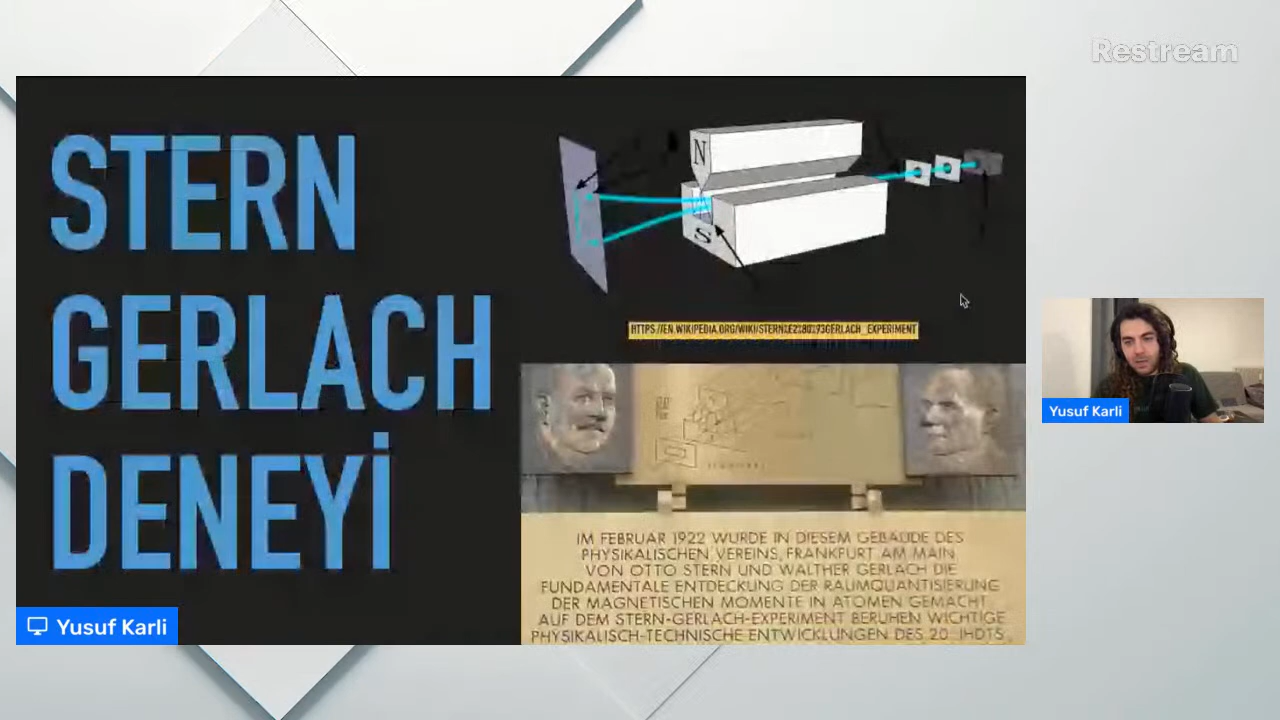 Restream
STERN
GERLACH
DENEYİ
N
S
HTTPS://EN.WIKIPEDIA.ORG/WIKI/STERN%E2%80%93GERLACH_EXPERIMENT
IM FEBRUAR 1922 WURDE IN DIESEM GEBÄUDE DES
PHYSIKALISCHEN VEREINS, FRANKFURT AM MAIN
VON OTTO STERN UND WALTHER GERLACH DIE
FUNDAMENTALE ENTDECKUNG DER RAUMQUANTISIERUNG
DER MAGNETISCHEN MOMENTE IN ATOMEN GEMACHT.
AUF DEM STERN-GERLACH-EXPERIMENT BERUHEN WICHTIGE
PHYSIKALISCH-TECHNISCHE ENTWICKLUNGEN DES 20. JHDTS.,
Yusuf Karli
Yusuf Karli